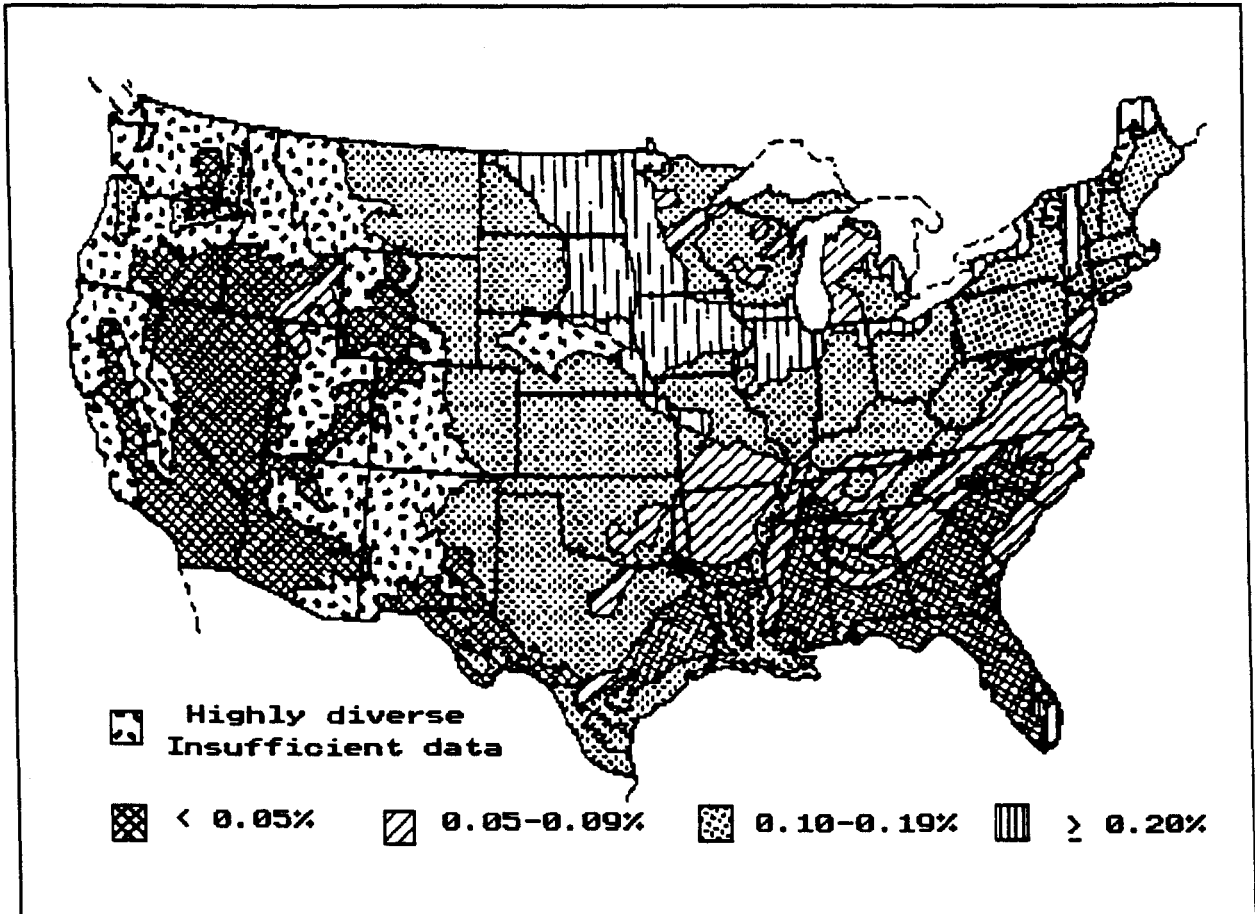 Highly diverse
Insufficient data
< 0.05%
0.05-0.09%
0.10-0.19%
≥ 0.20%